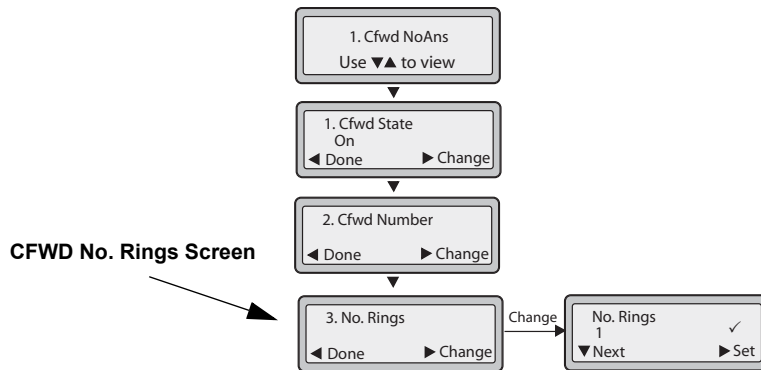 1. Cfwd NoAns
Use ▼▲ to view
▼
1. Cfwd State
On
◀ Done ▶ Change
▼
2. Cfwd Number
◀ Done ▶ Change
▼
CFWD No. Rings Screen
3. No. Rings
◀ Done ▶ Change
Change
No. Rings
1 ✓
▼Next ▶Set